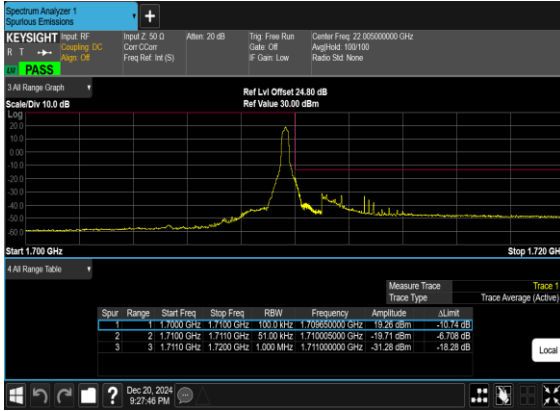 Spectrum Analyzer 1
Spurious Emissions
+
KEYSIGHT Input: RF Input Z: 50 Ω Atten: 20 dB Trig: Free Run Center Freq: 22.005000000 GHz
R T Coupling: DC Corr CCorr Gate: Off Avg|Hold: 100/100
Align: Off Freq Ref: Int (S) IF Gain: Low Radio Std: None
PASS
3 All Range Graph Ref Lvl Offset 24.80 dB
Scale/Div 10.0 dB Ref Value 30.00 dBm
Log
20.0
10.0
0.00
-10.0
-20.0
-30.0
-40.0
-50.0
-60.0
Start 1.700 GHz Stop 1.720 GH
4 All Range Table
Measure Trace Trace 1
Trace Type Trace Average (Active)
Spur Range Start Freq Stop Freq RBW Frequency Amplitude ΔLimit
1 1 1.7000 GHz 1.7100 GHz 100.0 kHz 1.709650000 GHz 19.26 dBm -10.74 dB
2 2 1.7100 GHz 1.7110 GHz 51.00 kHz 1.710005000 GHz -19.71 dBm -6.708 dB
3 3 1.7110 GHz 1.7200 GHz 1.000 MHz 1.711000000 GHz -31.28 dBm -18.28 dB
Local
? Dec 20, 2024
9:27:46 PM